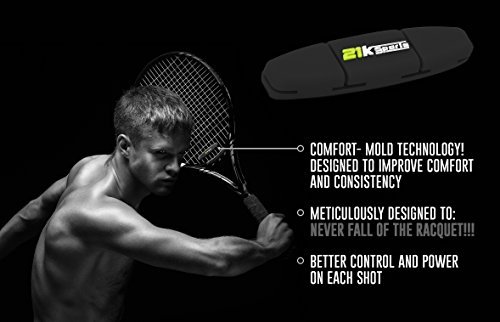 21K Sports
COMFORT- MOLD TECHNOLOGY!
DESIGNED TO IMPROVE COMFORT
AND CONSISTENCY
METICULOUSLY DESIGNED TO:
NEVER FALL OF THE RACQUET!!!
BETTER CONTROL AND POWER
ON EACH SHOT